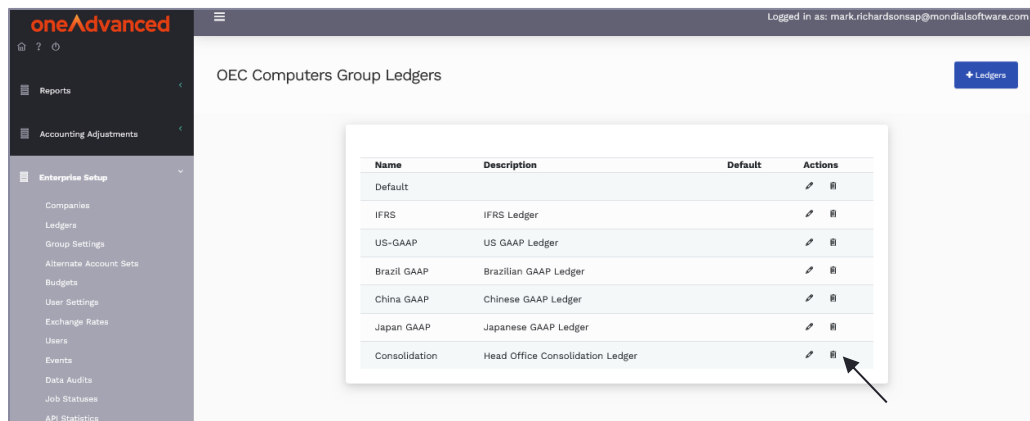 oneAdvanced
Logged in as: mark.richardsonsap@mondialsoftware.com
?
Reports
Accounting Adjustments
Enterprise Setup
Companies
Ledgers
Group Settings
Alternate Account Sets
Budgets
User Settings
Exchange Rates
Users
Events
Data Audits
Job Statuses
API Statistics
OEC Computers Group Ledgers
+ Ledgers
Name Description Default Actions
Default
IFRS IFRS Ledger
US-GAAP US GAAP Ledger
Brazil GAAP Brazilian GAAP Ledger
China GAAP Chinese GAAP Ledger
Japan GAAP Japanese GAAP Ledger
Consolidation Head Office Consolidation Ledger